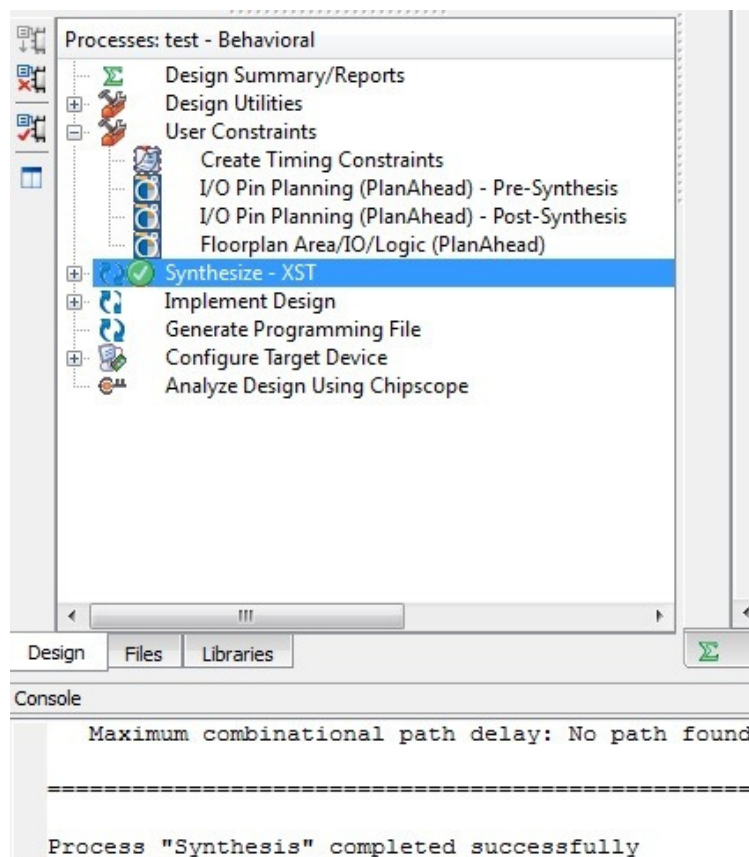 Processes: test - Behavioral
Design Summary/Reports
Design Utilities
User Constraints
Create Timing Constraints
I/O Pin Planning (PlanAhead) - Pre-Synthesis
I/O Pin Planning (PlanAhead) - Post-Synthesis
Floorplan Area/IO/Logic (PlanAhead)
Synthesize - XST
Implement Design
Generate Programming File
Configure Target Device
Analyze Design Using Chipscope
Design Files Libraries
Console
Maximum combinational path delay: No path found
==================================================
Process "Synthesis" completed successfully